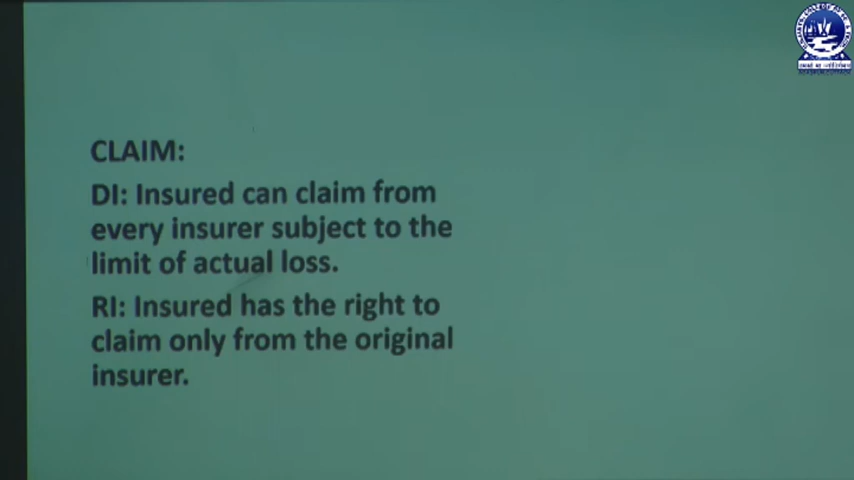 CLAIM:
DI: Insured can claim from
every insurer subject to the
limit of actual loss.
RI: Insured has the right to
claim only from the original
insurer.